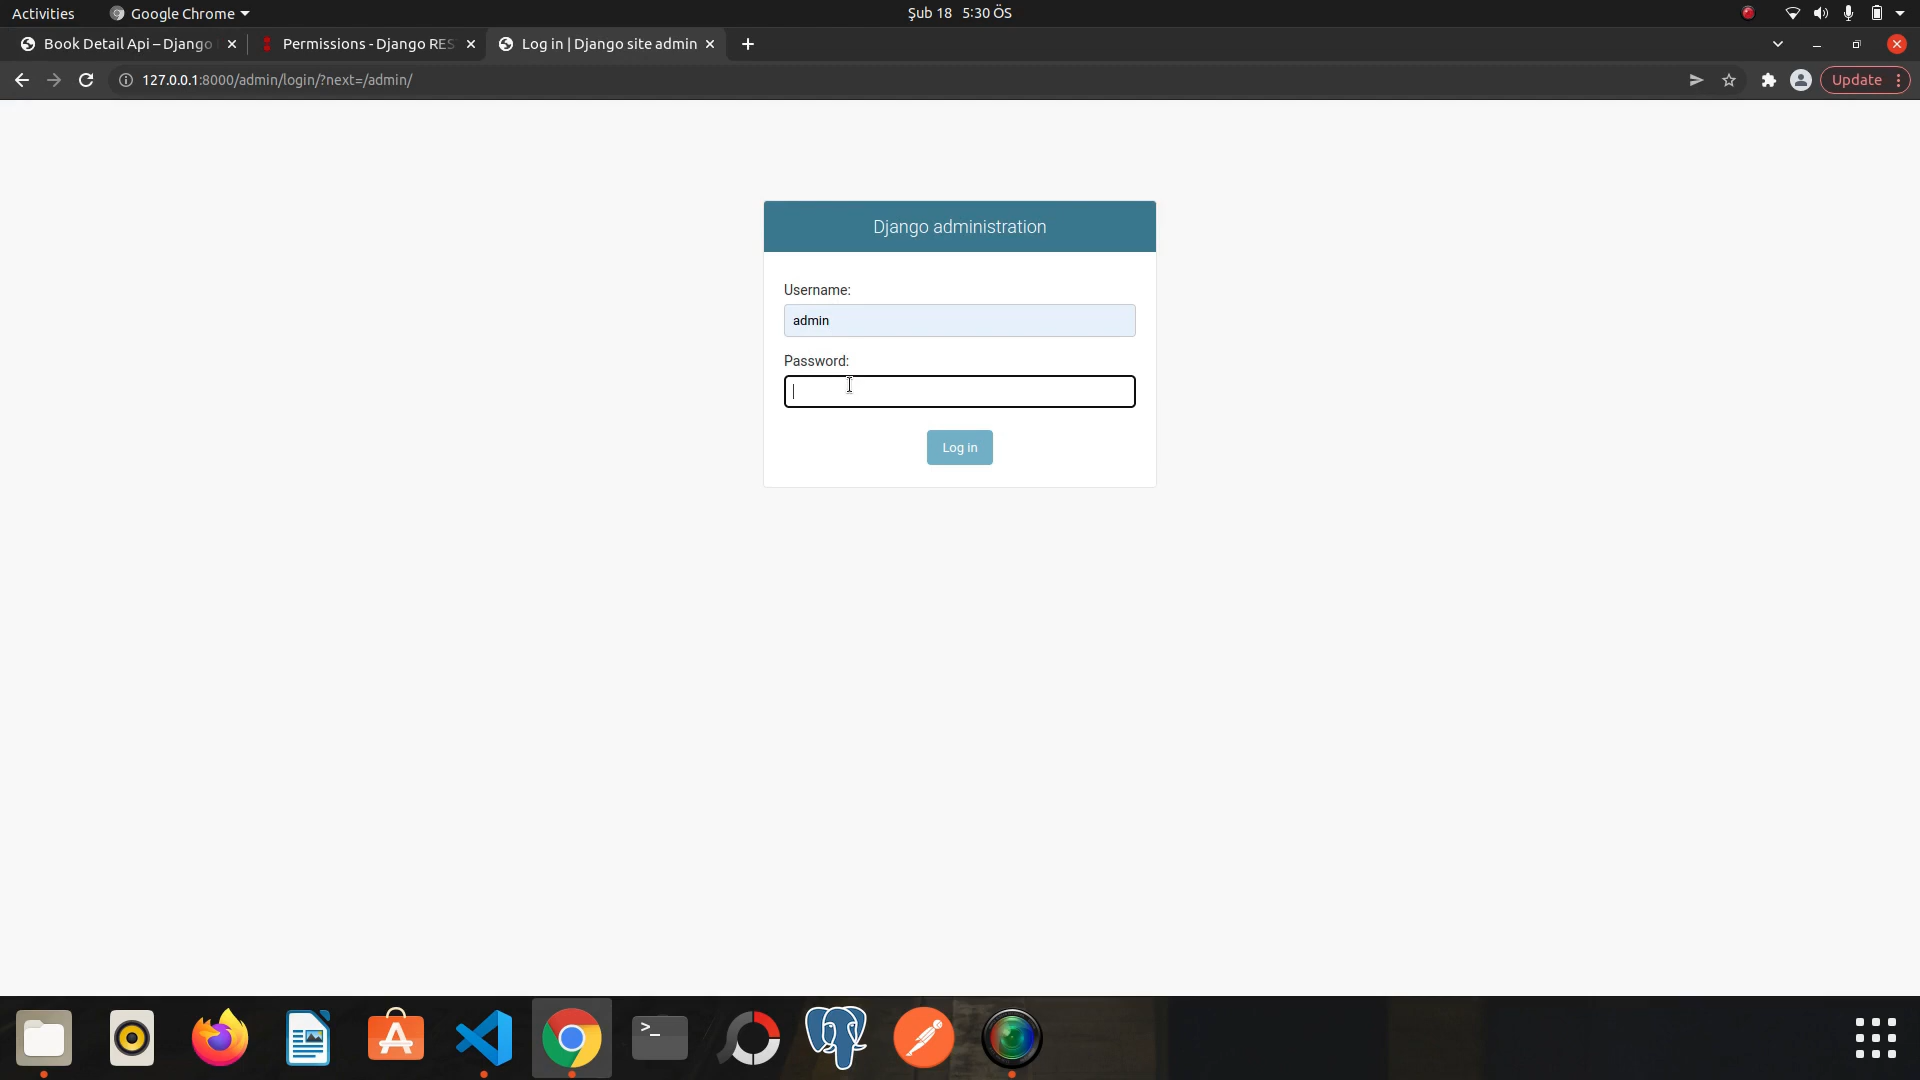 Activities
Google Chrome
Şub 18 5:30 ÖS
Book Detail Api – Django
Permissions - Django RES
Log in | Django site admin
127.0.0.1:8000/admin/login/?next=/admin/
Update
Django administration
Username:
admin
Password:
Log in
>_